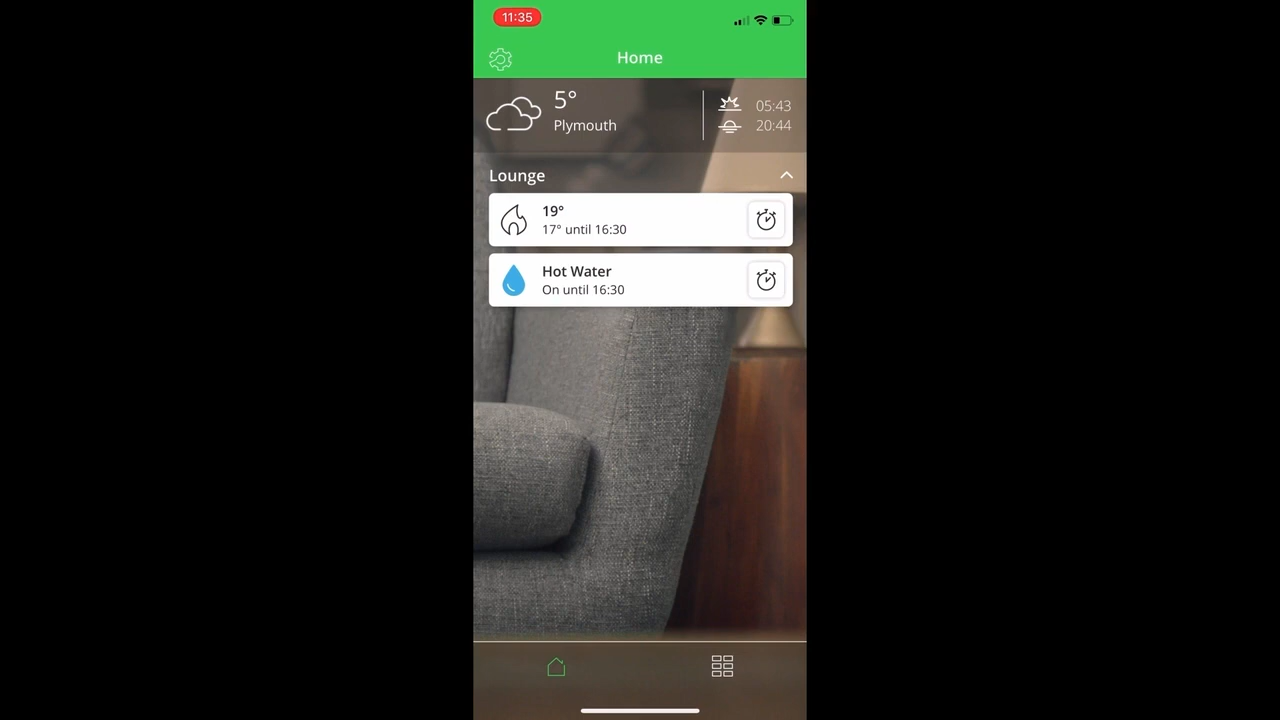 11:35
Home
5°
Plymouth
05:43
20:44
Lounge
19°
17° until 16:30
Hot Water
On until 16:30